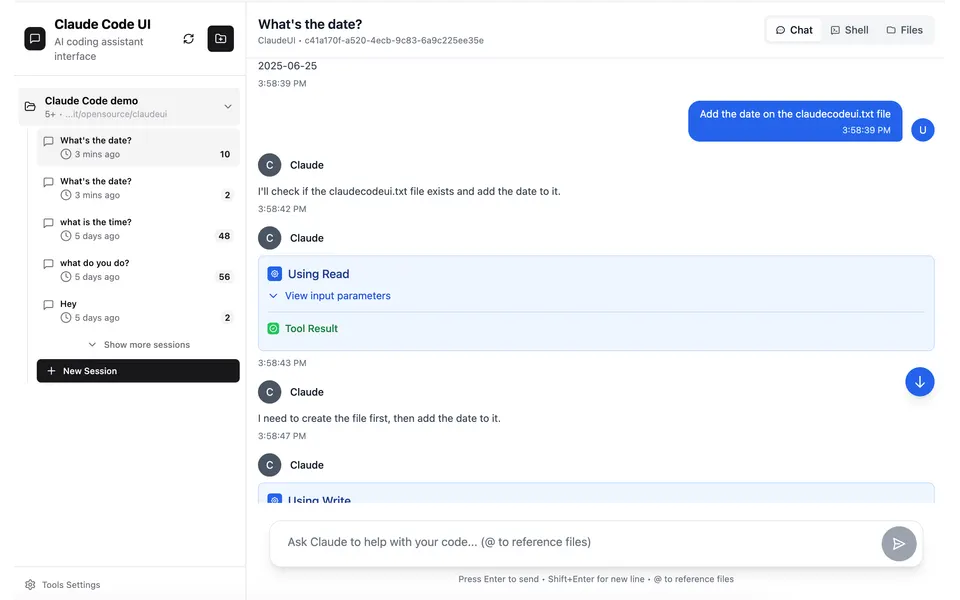 Claude Code UI
AI coding assistant
interface
Claude Code demo
5+ • ...it/opensource/claudeui
What's the date?
3 mins ago
10
What's the date?
3 mins ago
2
what is the time?
5 days ago
48
what do you do?
5 days ago
56
Hey
5 days ago
2
Show more sessions
+ New Session
Tools Settings
What's the date?
ClaudeUI • c41a170f-a520-4ecb-9c83-6a9c225ee35e
Chat
Shell
Files
2025-06-25
3:58:39 PM
Add the date on the claudecodeui.txt file
3:58:39 PM
U
C Claude
I'll check if the claudecodeui.txt file exists and add the date to it.
3:58:42 PM
C Claude
Using Read
View input parameters
Tool Result
3:58:43 PM
C Claude
I need to create the file first, then add the date to it.
3:58:47 PM
C Claude
Using Write
Ask Claude to help with your code... (@ to reference files)
Press Enter to send • Shift+Enter for new line • @ to reference files